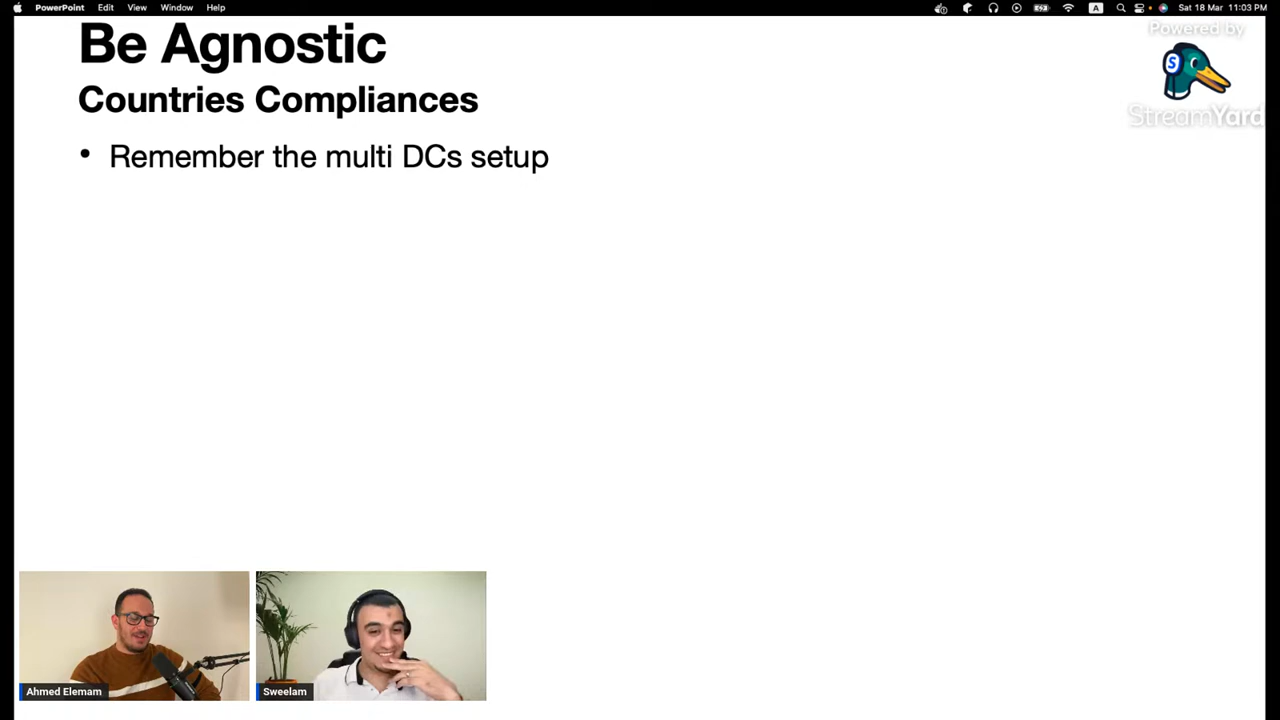 PowerPoint Edit View Window Help Sat 18 Mar 11:03 PM
Powered by
S
StreamYard
Be Agnostic
Countries Compliances
• Remember the multi DCs setup
Ahmed Elemam
Sweelam